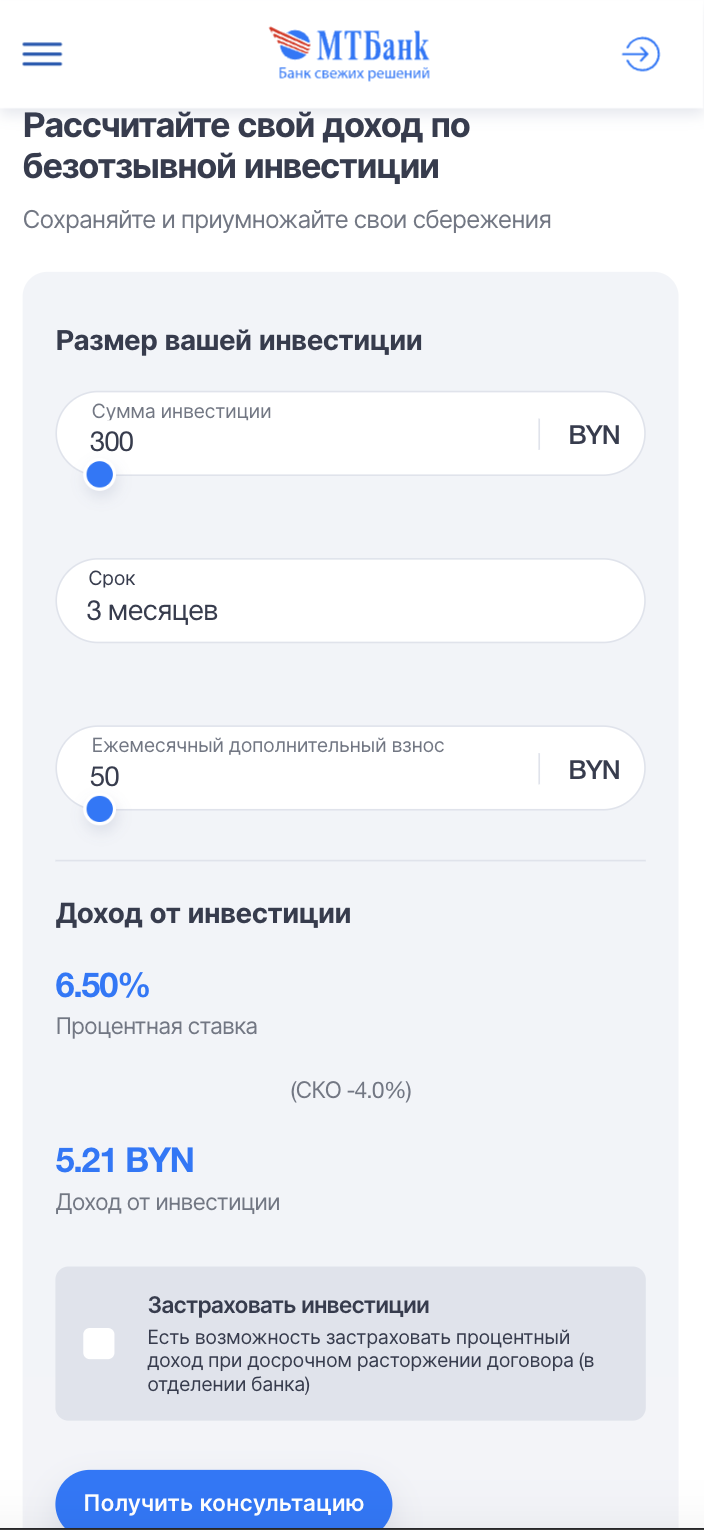 МТБанк
Банк свежих решений
Рассчитайте свой доход по
безотзывной инвестиции
Сохраняйте и приумножайте свои сбережения
Размер вашей инвестиции
Сумма инвестиции
300
BYN
Срок
3 месяцев
Ежемесячный дополнительный взнос
50
BYN
Доход от инвестиции
6.50%
Процентная ставка
(СКО -4.0%)
5.21 BYN
Доход от инвестиции
Застраховать инвестиции
Есть возможность застраховать процентный
доход при досрочном расторжении договора (в
отделении банка)
Получить консультацию